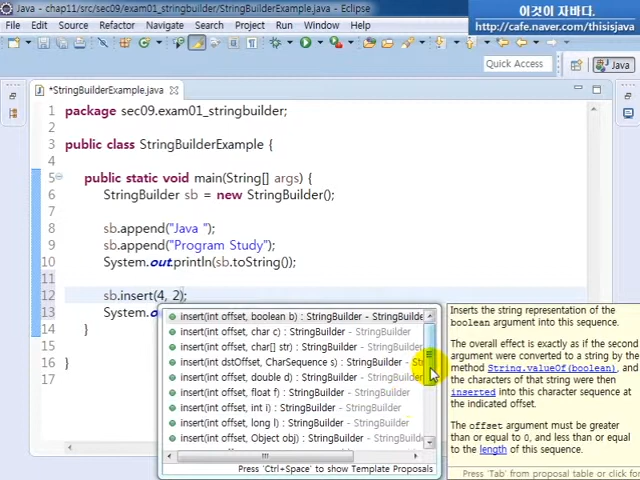 Java - chap11/src/sec09/exam01_stringbuilder/StringBuilderExample.java - Eclipse
이것이 자바다.
http://cafe.naver.com/thisisjava
File Edit Source Refactor Navigate Search Project Run Window Help
Quick Access
Java
*StringBuilderExample.java
1 package sec09.exam01_stringbuilder;
2
3 public class StringBuilderExample {
4
5 public static void main(String[] args) {
6 StringBuilder sb = new StringBuilder();
7
8 sb.append("Java ");
9 sb.append("Program Study");
10 System.out.println(sb.toString());
11
12 sb.insert(4, 2);
13 System.o
14 }
15
16 }
17
insert(int offset, boolean b) : StringBuilder - StringBuilde
insert(int offset, char c) : StringBuilder - StringBuilder
insert(int offset, char[] str) : StringBuilder - StringBuilder
insert(int dstOffset, CharSequence s) : StringBuilder - Str
insert(int offset, double d) : StringBuilder - StringBuilder
insert(int offset, float f) : StringBuilder - StringBuilder
insert(int offset, int i) : StringBuilder - StringBuilder
insert(int offset, long l) : StringBuilder - StringBuilder
insert(int offset, Object obj) : StringBuilder - StringBuilder
Press 'Ctrl+Space' to show Template Proposals
Inserts the string representation of the
boolean argument into this sequence.
The overall effect is exactly as if the second
argument were converted to a string by the
method String.valueOf(boolean), and
the characters of that string were then
inserted into this character sequence at
the indicated offset.
The offset argument must be greater
than or equal to 0, and less than or equal
to the length of this sequence.
Press 'Tab' from proposal table or click for